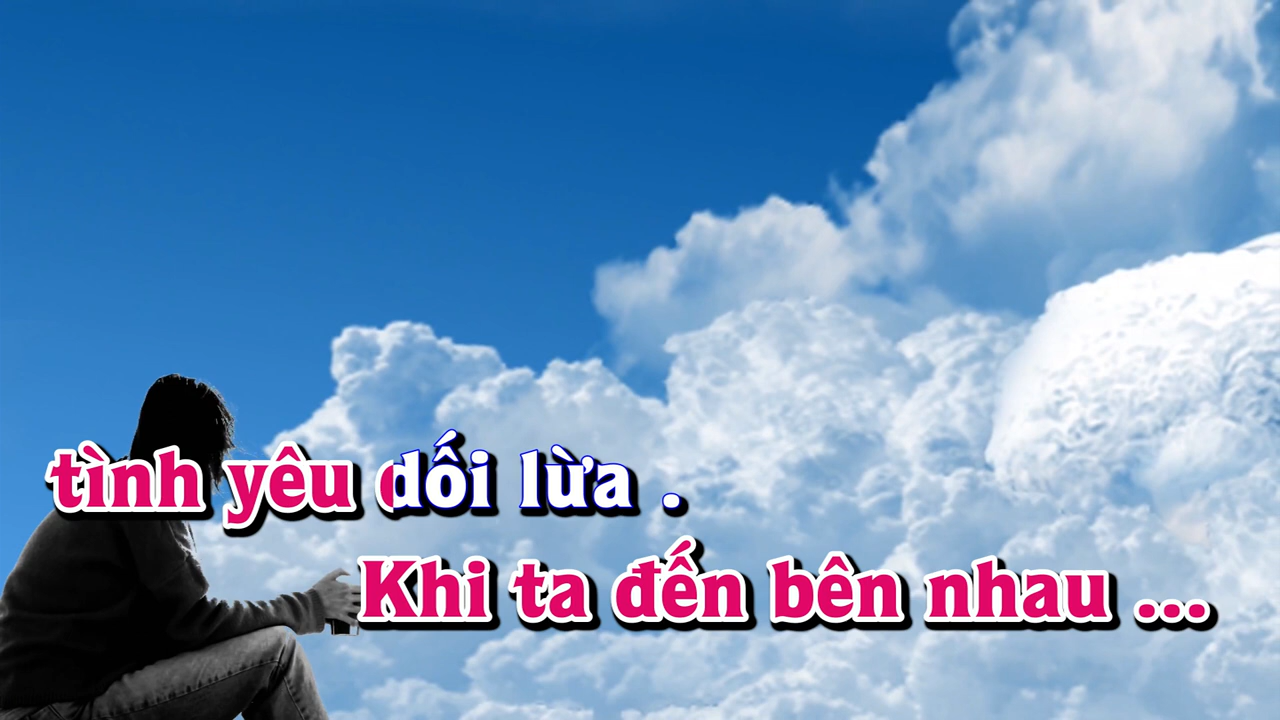 tình yêu dối lừa .
Khi ta đến bên nhau ...